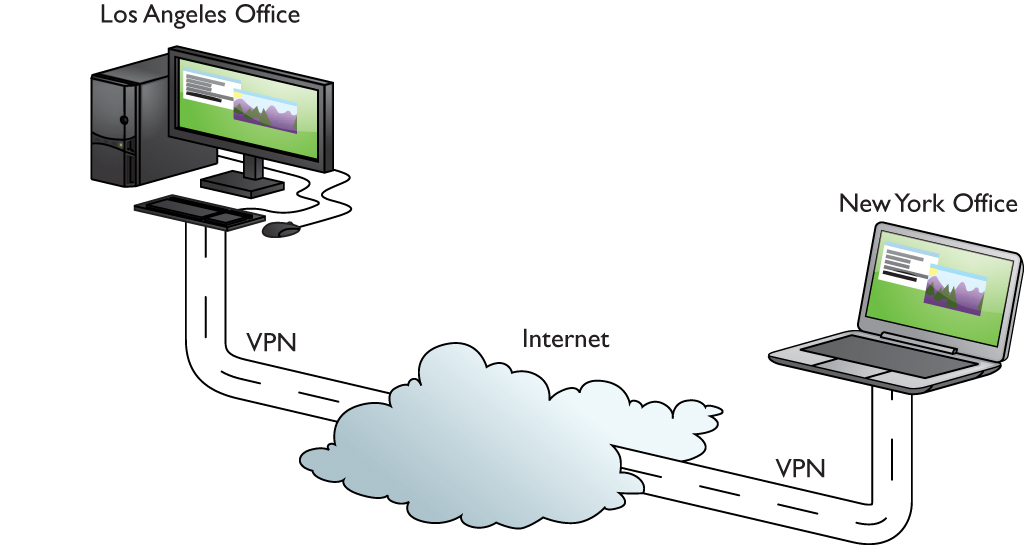 Los Angeles Office
New York Office
Internet
VPN
VPN